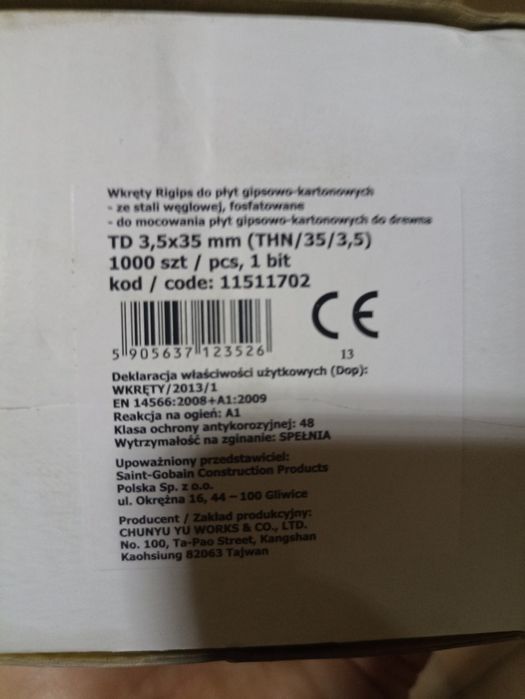 Wkręty Rigips do płyt gipsowo-kartonowych
- ze stali węglowej, fosfatowane
- do mocowania płyt gipsowo-kartonowych do drewna
TD 3,5x35 mm (THN/35/3,5)
1000 szt / pcs, 1 bit
kod / code: 11511702
CE
5 905637 123526
13
Deklaracja właściwości użytkowych (Dop):
WKRĘTY/2013/1
EN 14566:2008+A1:2009
Reakcja na ogień: A1
Klasa ochrony antykorozyjnej: 48
Wytrzymałość na zginanie: SPEŁNIA
Upoważniony przedstawiciel:
Saint-Gobain Construction Products
Polska Sp. z o.o.
ul. Okrężna 16, 44 – 100 Gliwice
Producent / Zakład produkcyjny:
CHUNYU YU WORKS & CO., LTD.
No. 100, Ta-Pao Street, Kangshan
Kaohsiung 82063 Tajwan